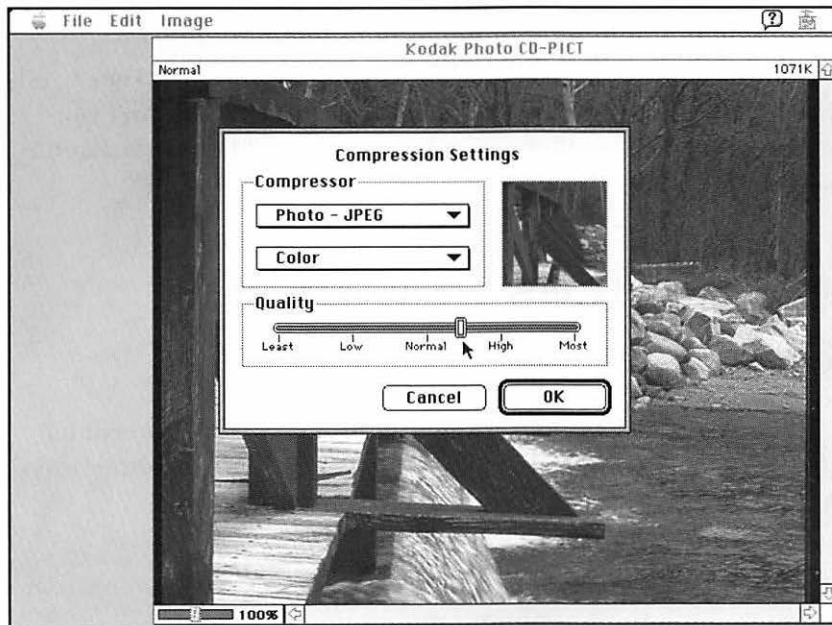 File Edit Image
Kodak Photo CD-PICT
Normal 1071K
Compression Settings
Compressor
Photo - JPEG
Color
Quality
Least Low Normal High Most
Cancel OK
100%